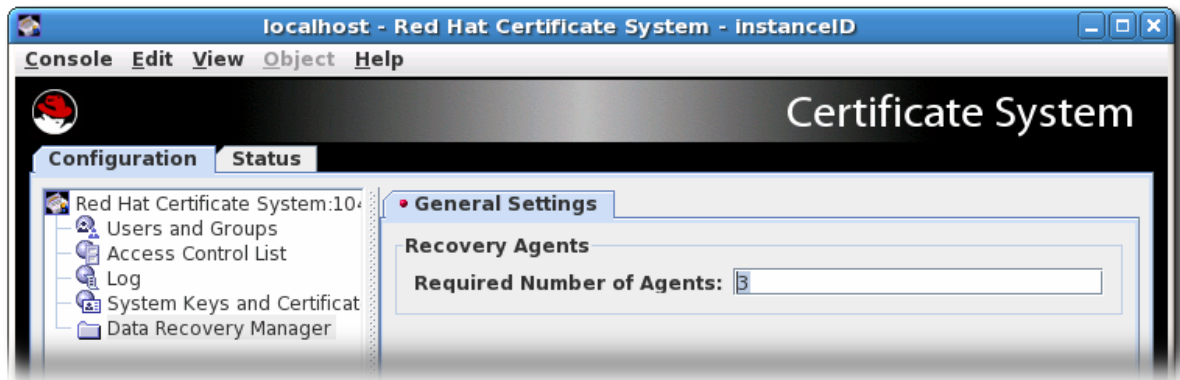 localhost - Red Hat Certificate System - instanceID
Console Edit View Object Help
Certificate System
Configuration Status
Red Hat Certificate System:104
General Settings
Users and Groups
Recovery Agents
Access Control List
Log
Required Number of Agents: 3
System Keys and Certificat
Data Recovery Manager